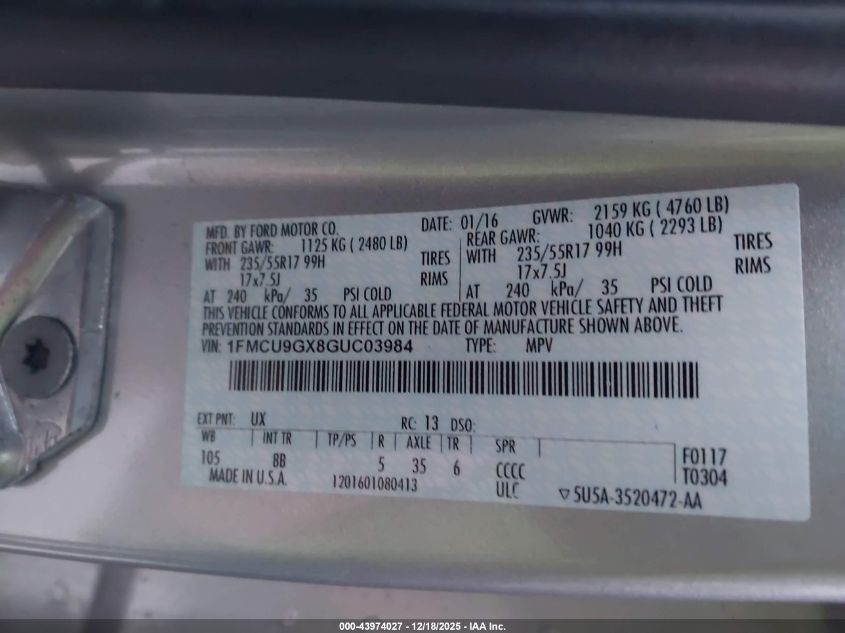 MFD. BY FORD MOTOR CO. DATE: 01/16 GVWR: 2159 KG ( 4760 LB)
FRONT GAWR: 1125 KG ( 2480 LB) REAR GAWR: 1040 KG ( 2293 LB)
WITH 235/55R17 99H TIRES WITH 235/55R17 99H TIRES
17x7.5J RIMS 17x7.5J RIMS
AT 240 kPa/ 35 PSI COLD AT 240 kPa/ 35 PSI COLD
THIS VEHICLE CONFORMS TO ALL APPLICABLE FEDERAL MOTOR VEHICLE SAFETY AND THEFT
PREVENTION STANDARDS IN EFFECT ON THE DATE OF MANUFACTURE SHOWN ABOVE.
VIN: 1FMCU9GX8GUC03984 TYPE: MPV
EXT PNT: UX RC: 13 DSO:
WB INT TR TP/PS R AXLE TR SPR
105 8B 5 35 6 CCCC F0117
MADE IN U.S.A. 1201601080413 ULC T0304
▽5U5A-3520472-AA
000-43974027 - 12/18/2025 - IAA Inc.